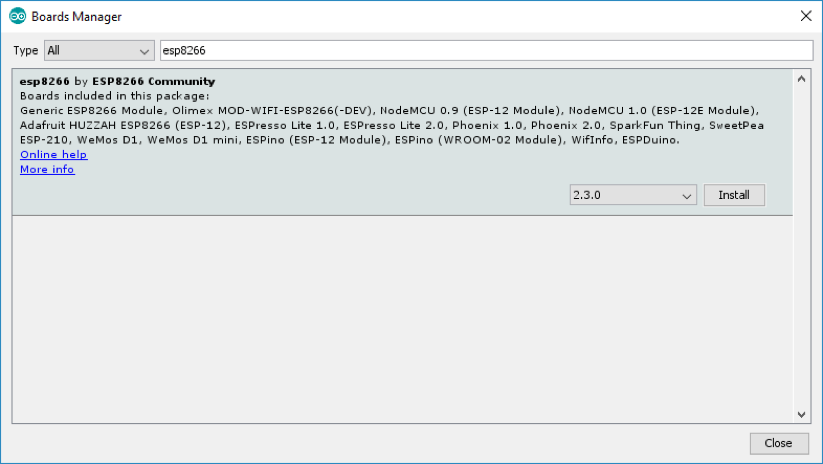 Boards Manager
Type All esp8266
esp8266 by ESP8266 Community
Boards included in this package:
Generic ESP8266 Module, Olimex MOD-WIFI-ESP8266(-DEV), NodeMCU 0.9 (ESP-12 Module), NodeMCU 1.0 (ESP-12E Module),
Adafruit HUZZAH ESP8266 (ESP-12), ESPresso Lite 1.0, ESPresso Lite 2.0, Phoenix 1.0, Phoenix 2.0, SparkFun Thing, SweetPea
ESP-210, WeMos D1, WeMos D1 mini, ESPino (ESP-12 Module), ESPino (WROOM-02 Module), WifInfo, ESPDuino.
Online help
More info
2.3.0 Install
Close